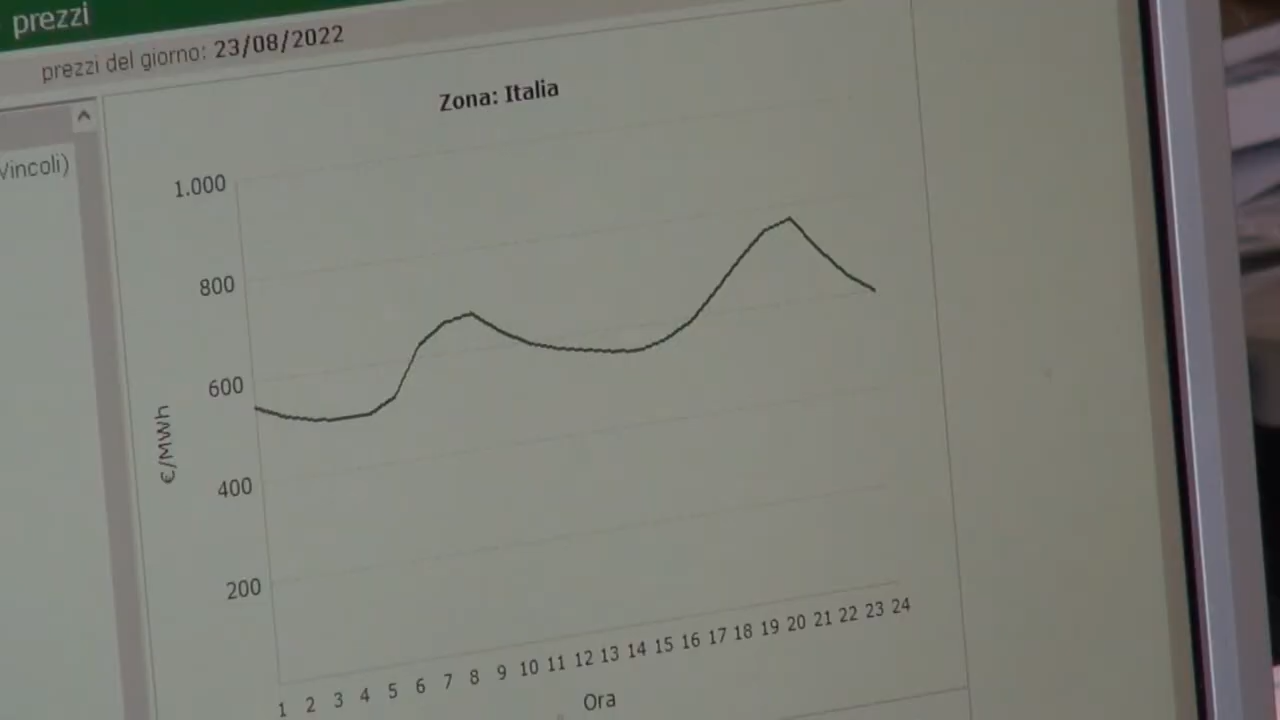 prezzi
prezzi del giorno: 23/08/2022
Zona: Italia
Vincoli)
1.000
800
600
400
200
€/MWh
1 2 3 4 5 6 7 8 9 10 11 12 13 14 15 16 17 18 19 20 21 22 23 24
Ora